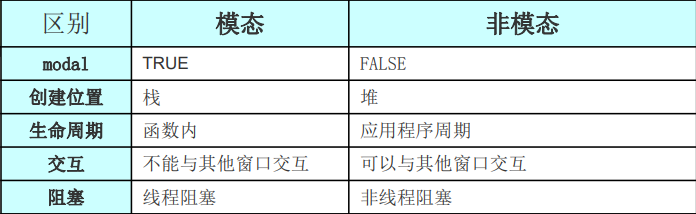 区别 模态 非模态
modal TRUE FALSE
创建位置 栈 堆
生命周期 函数内 应用程序周期
交互 不能与其他窗口交互 可以与其他窗口交互
阻塞 线程阻塞 非线程阻塞